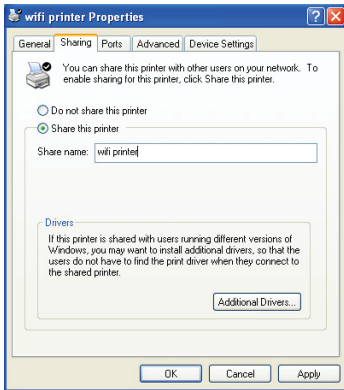 wifi printer Properties
General Sharing Ports Advanced Device Settings
You can share this printer with other users on your network. To
enable sharing for this printer, click Share this printer.
Do not share this printer
Share this printer
Share name: wifi printer
Drivers
If this printer is shared with users running different versions of
Windows, you may want to install additional drivers, so that the
users do not have to find the print driver when they connect to
the shared printer.
Additional Drivers...
OK Cancel Apply